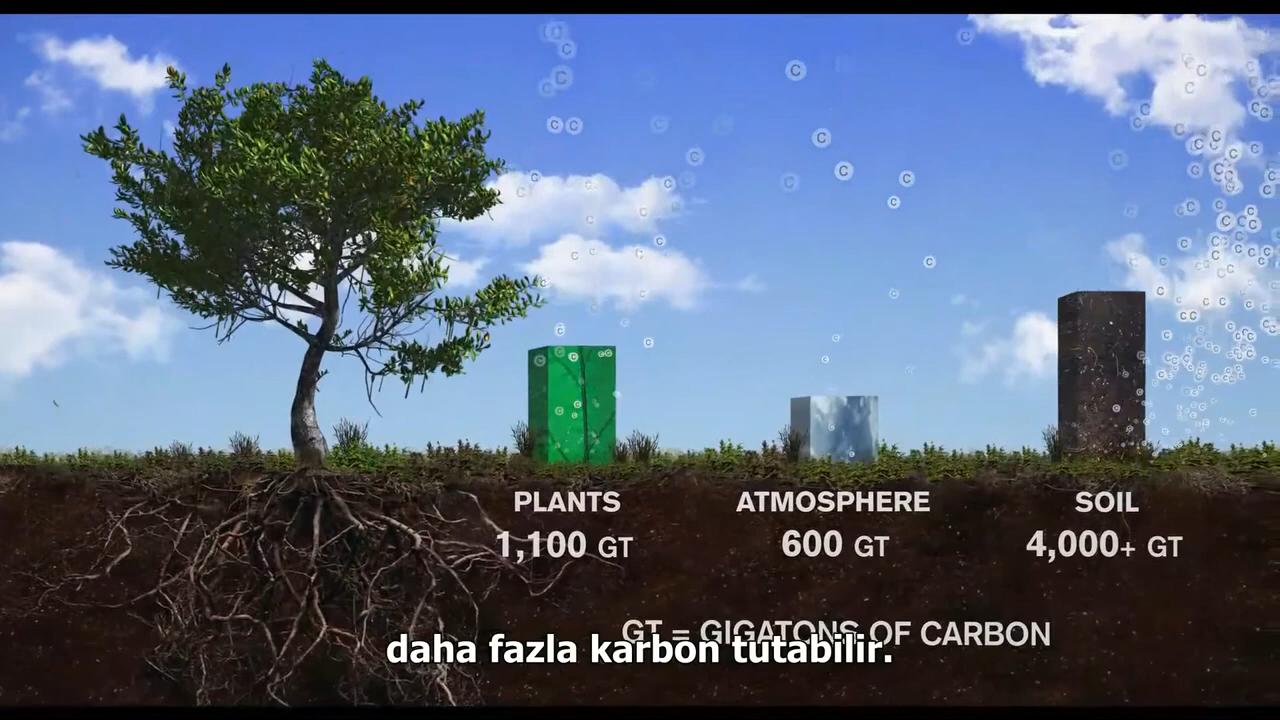 PLANTS
1,100 GT
ATMOSPHERE
600 GT
SOIL
4,000+ GT
GT = GIGATONS OF CARBON
daha fazla karbon tutabilir.